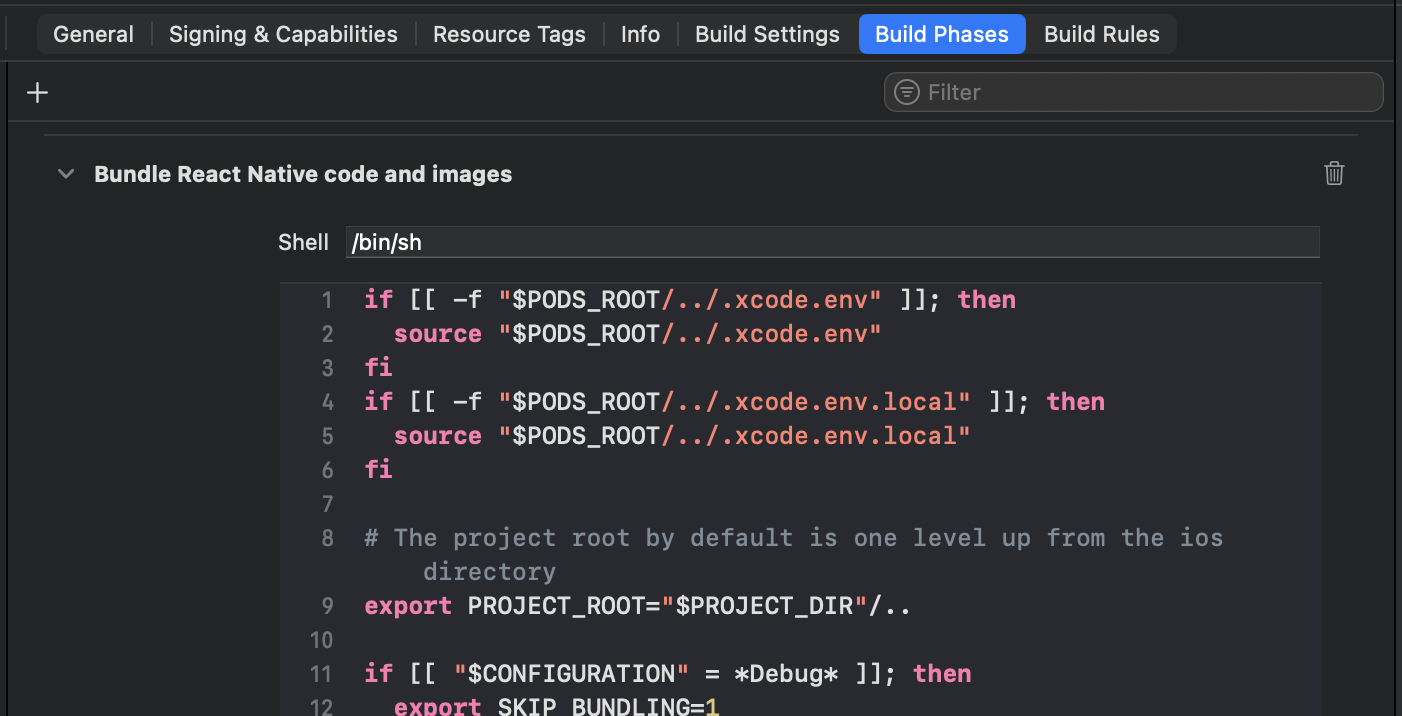 General
Signing & Capabilities
Resource Tags
Info
Build Settings
Build Phases
Build Rules
Filter
Bundle React Native code and images
Shell
/bin/sh
1 if [[ -f "$PODS_ROOT/../.xcode.env" ]]; then
2   source "$PODS_ROOT/../.xcode.env"
3 fi
4 if [[ -f "$PODS_ROOT/../.xcode.env.local" ]]; then
5   source "$PODS_ROOT/../.xcode.env.local"
6 fi
7
8 # The project root by default is one level up from the ios
directory
9 export PROJECT_ROOT="$PROJECT_DIR"/..
10
11 if [[ "$CONFIGURATION" = *Debug* ]]; then
12   export SKIP_BUNDLING=1